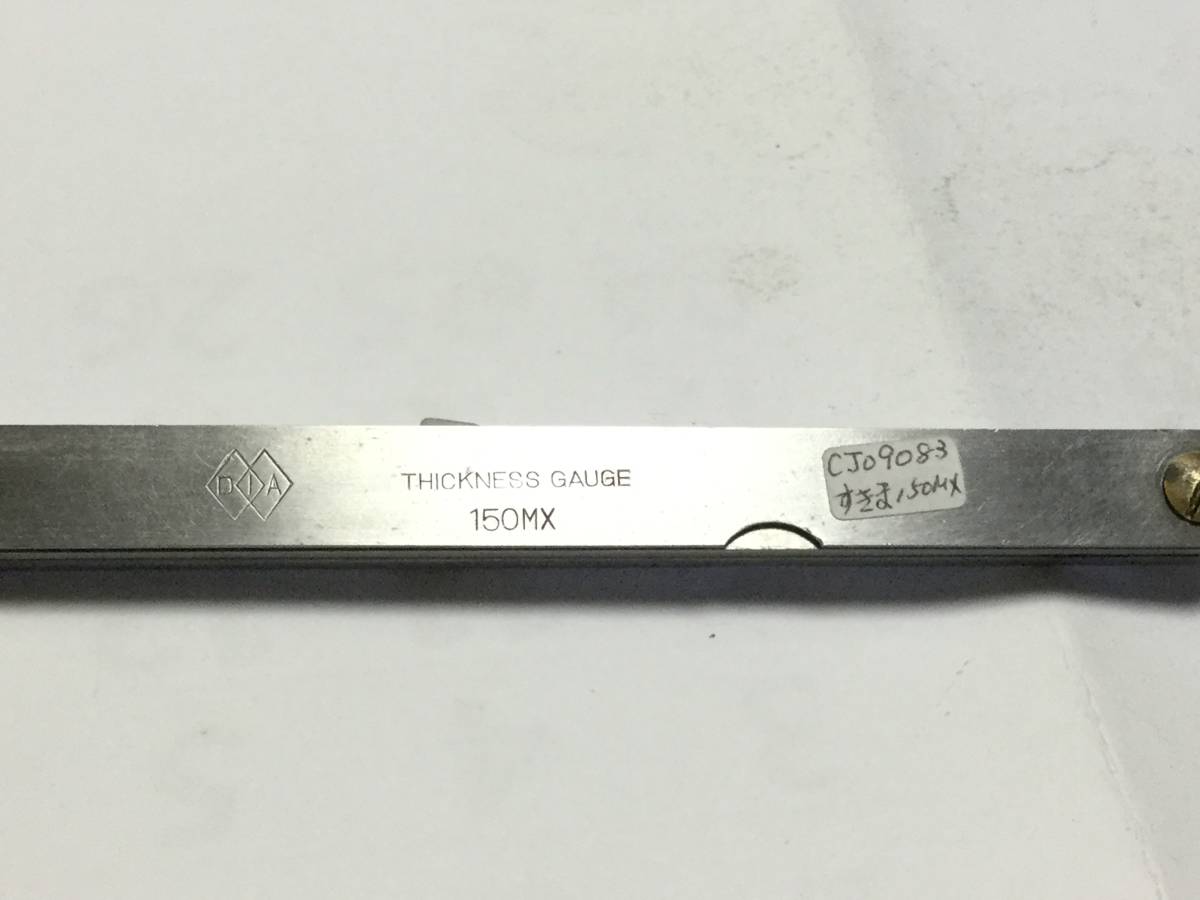 DIA
THICKNESS GAUGE
150MX
CJ09083
すきま150MX